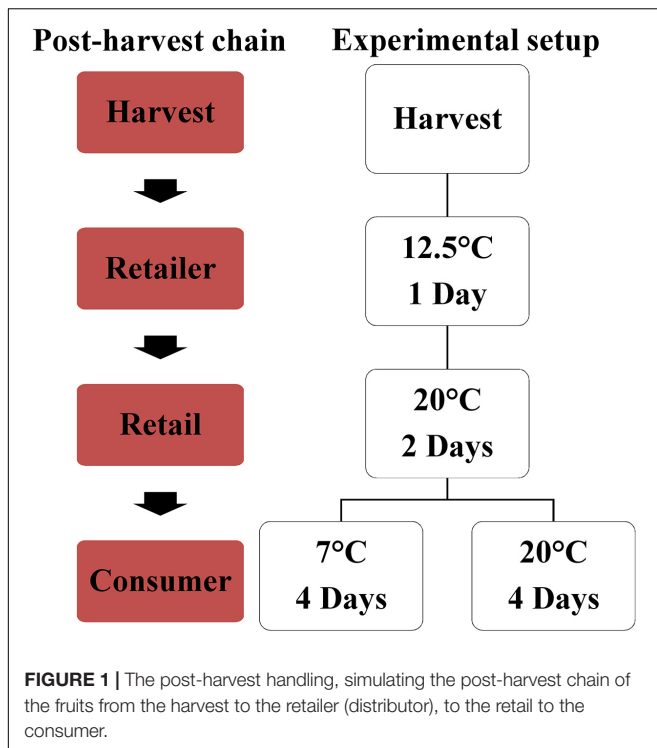 Post-harvest chain
Experimental setup
Harvest
Harvest
Retailer
12.5°C
1 Day
Retail
20°C
2 Days
Consumer
7°C
4 Days
20°C
4 Days
FIGURE 1 | The post-harvest handling, simulating the post-harvest chain of
the fruits from the harvest to the retailer (distributor), to the retail to the
consumer.